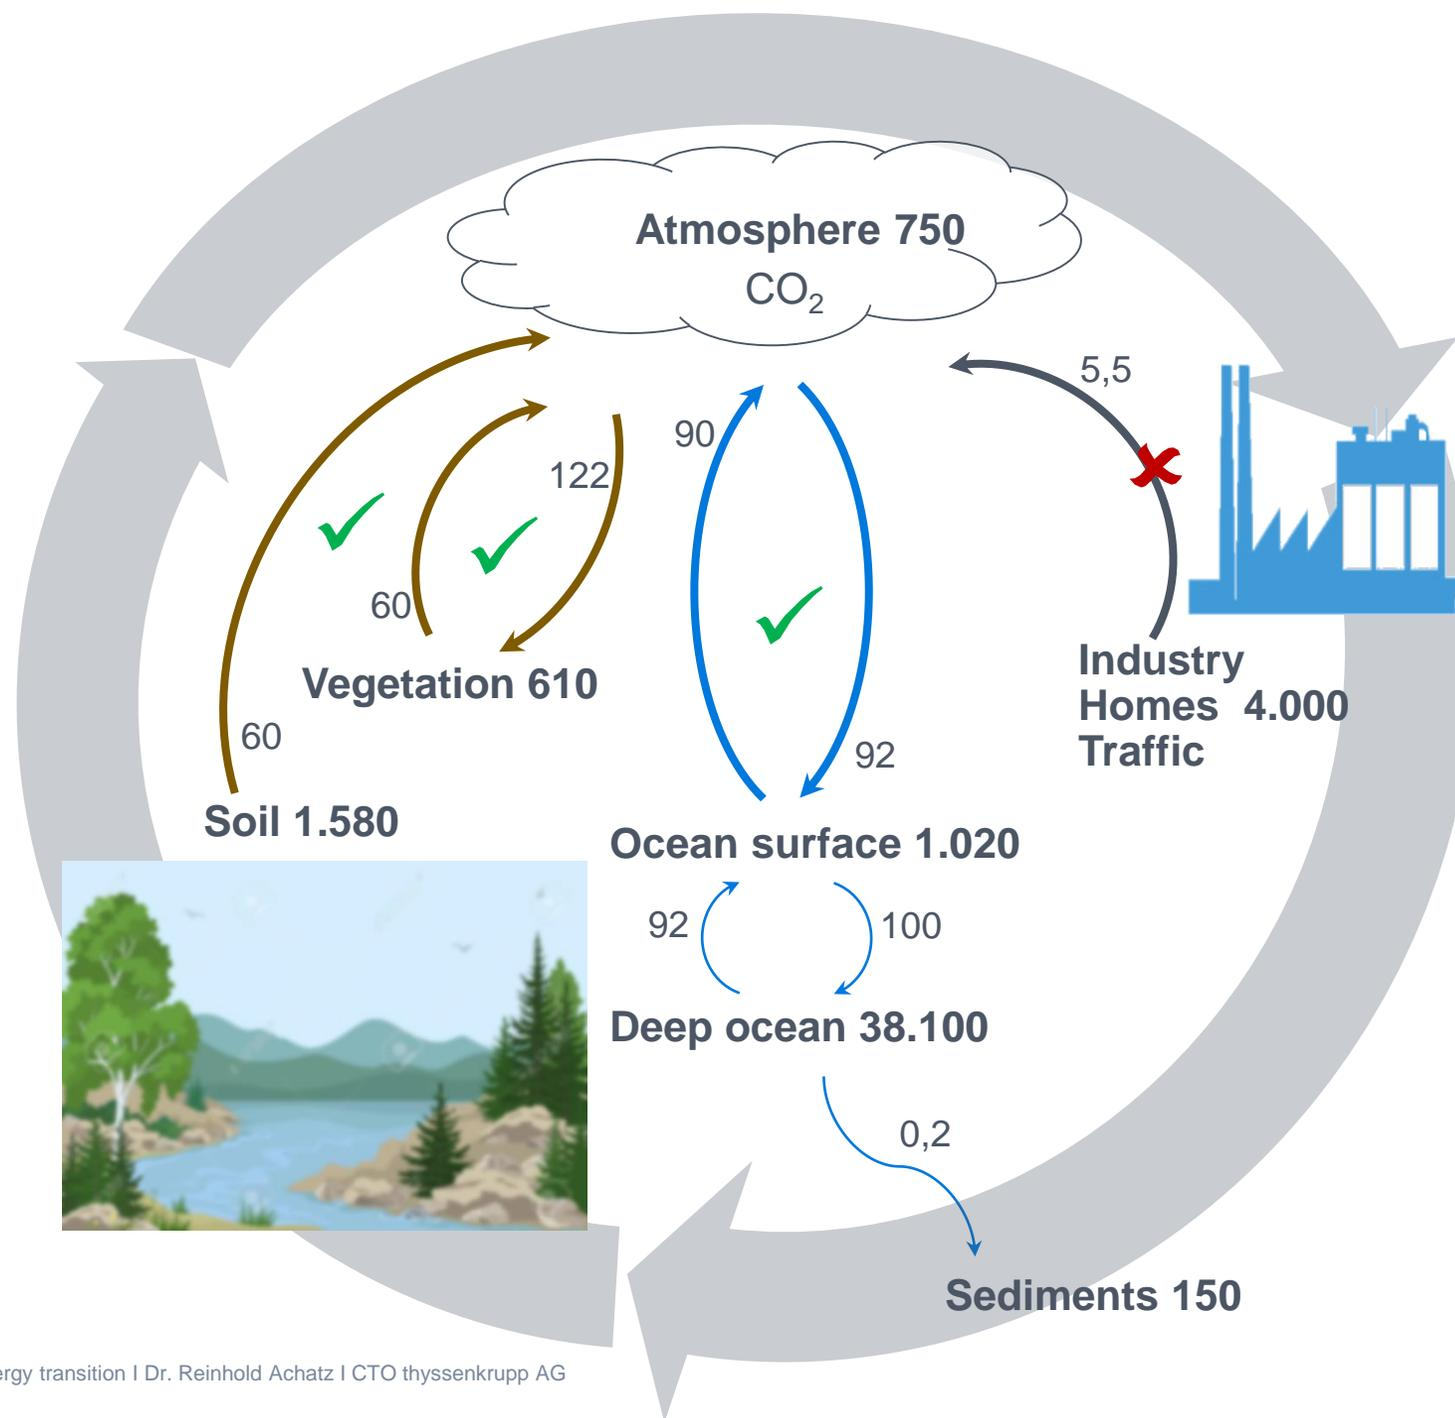 Atmosphere 750
CO₂
5,5
90
122
60
Vegetation 610
60
92
Industry
Homes 4.000
Traffic
Soil 1.580
Ocean surface 1.020
92
100
Deep ocean 38.100
0,2
Sediments 150
transition I Dr. Reinhold Achatz I CTO thyssenkrupp AG